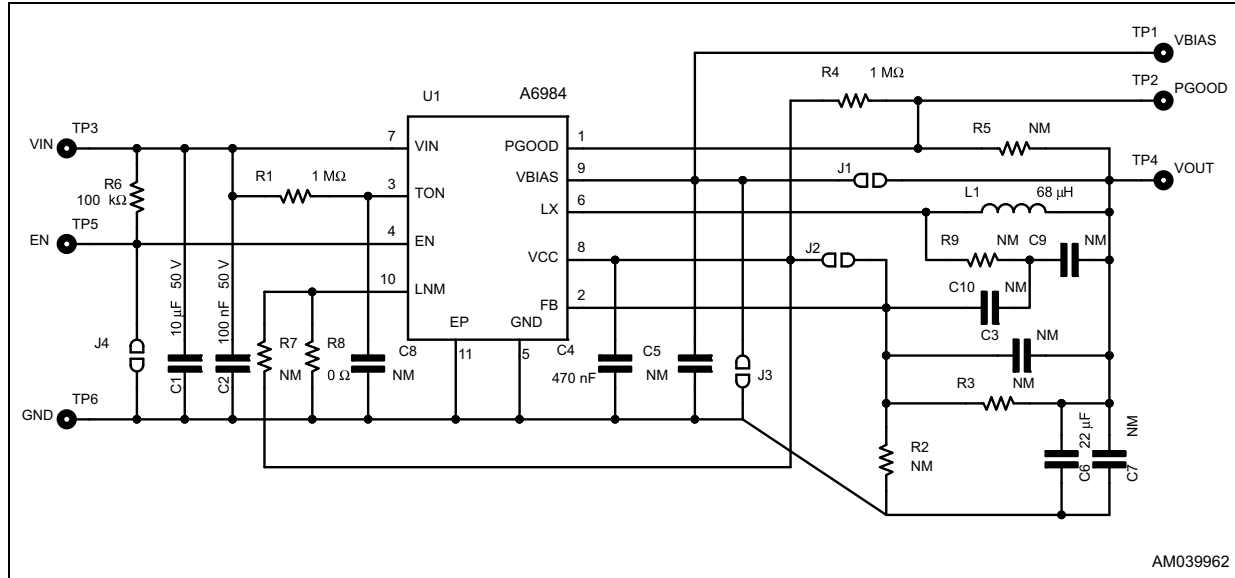 TP1
VBIAS
R4 1 MΩ
TP2
PGOOD
U1 A6984
TP3
VIN
7
VIN
PGOOD
1
R5 NM
R6
100 kΩ
R1 1 MΩ
3
TON
VBIAS
9
J1
TP4
VOUT
LX
6
L1 68 µH
TP5
EN
4
EN
VCC
8
J2
R9 NM
C9 NM
10
LNM
FB
2
C10 NM
C3
NM
J4
10 µF 50 V
C1
100 nF 50 V
C2
R7
NM
R8
0 Ω
C8
NM
EP
11
GND
5
C4
470 nF
C5
NM
J3
R3 NM
TP6
GND
R2
NM
22 µF
C6
NM
C7
AM039962